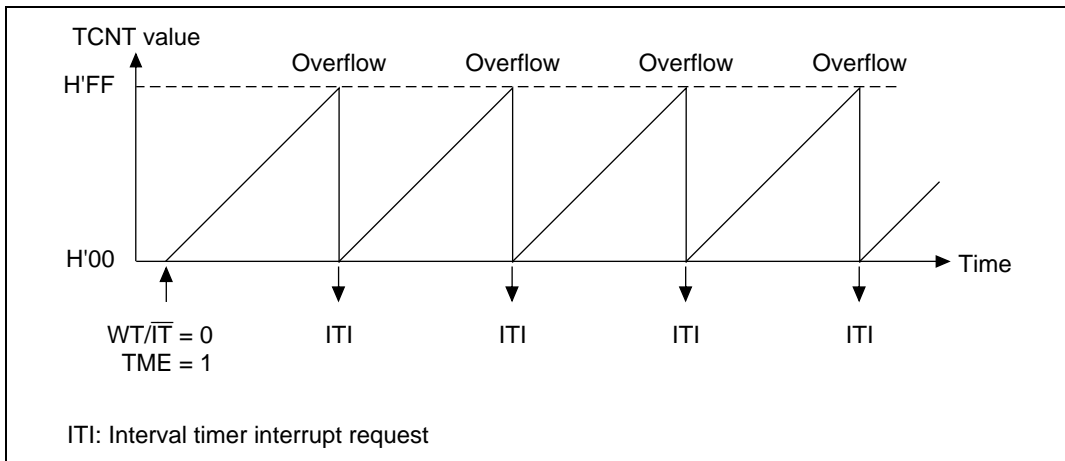 TCNT value
Overflow Overflow Overflow Overflow
H'FF
H'00
Time
WT/I̅T̅ = 0
TME = 1
ITI ITI ITI ITI
ITI: Interval timer interrupt request